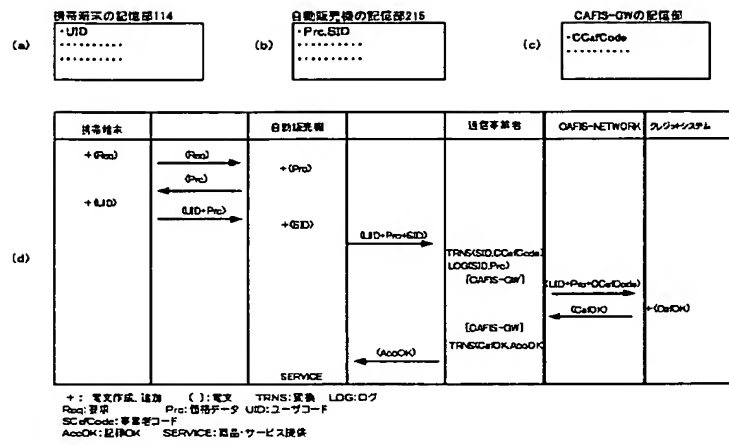 携帯端末の記憶部114
(a)
・UID
自動販売機の記憶部215
(b)
・Prc,SID
CAFIS-GWの記憶部
(c)
・CCafCode
(d)
携帯端末 自動販売機 通信事業者 CAFIS-NETWORK クレジットシステム
+(Req) (Req) +(Prc)
(Prc)
+(UID) (UID+Prc) +(SID)
(UID+Prc+SID)
TRNS(SID,CCafCode)
LOG(SID,Prc)
[CAFIS-GW]
(UID+Prc+CCafCode)
(CafOK) +(CafOK)
[CAFIS-GW]
(AccOK) TRNS(CafOK,AccOK)
SERVICE
+: 電文作成、追加 ( ):電文 TRNS:変換 LOG:ログ
Req:要求 Prc:価格データ UID:ユーザコード
SCafCode:事業者コード
AccOK:記憶OK SERVICE:商品・サービス提供